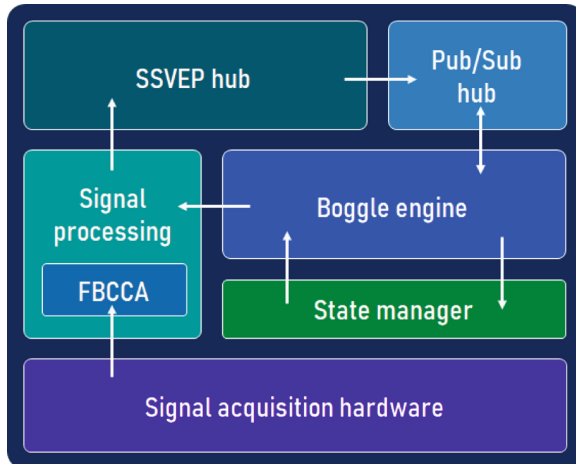 SSVEP hub
Pub/Sub
hub
Signal
processing
Boggle engine
FBCCA
State manager
Signal acquisition hardware